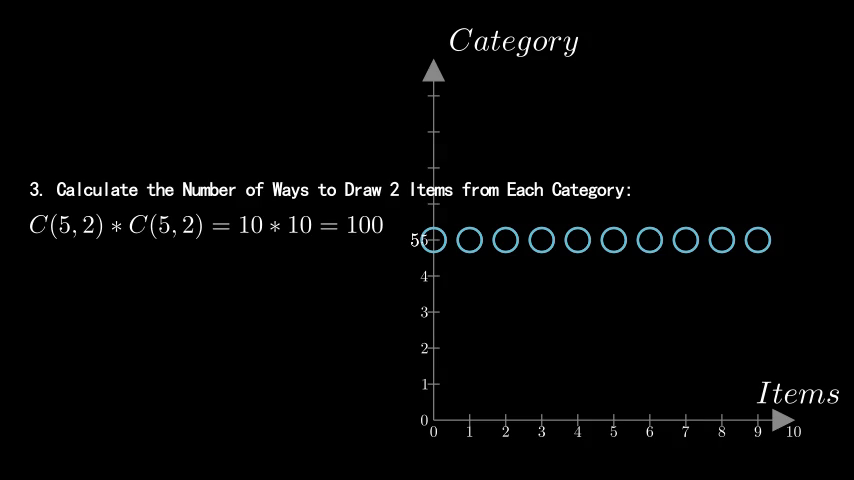 Category
3. Calculate the Number of Ways to Draw 2 Items from Each Category:
C(5, 2) ∗ C(5, 2) = 10 ∗ 10 = 100
5
4
3
2
1
0
Items
0 1 2 3 4 5 6 7 8 9 10